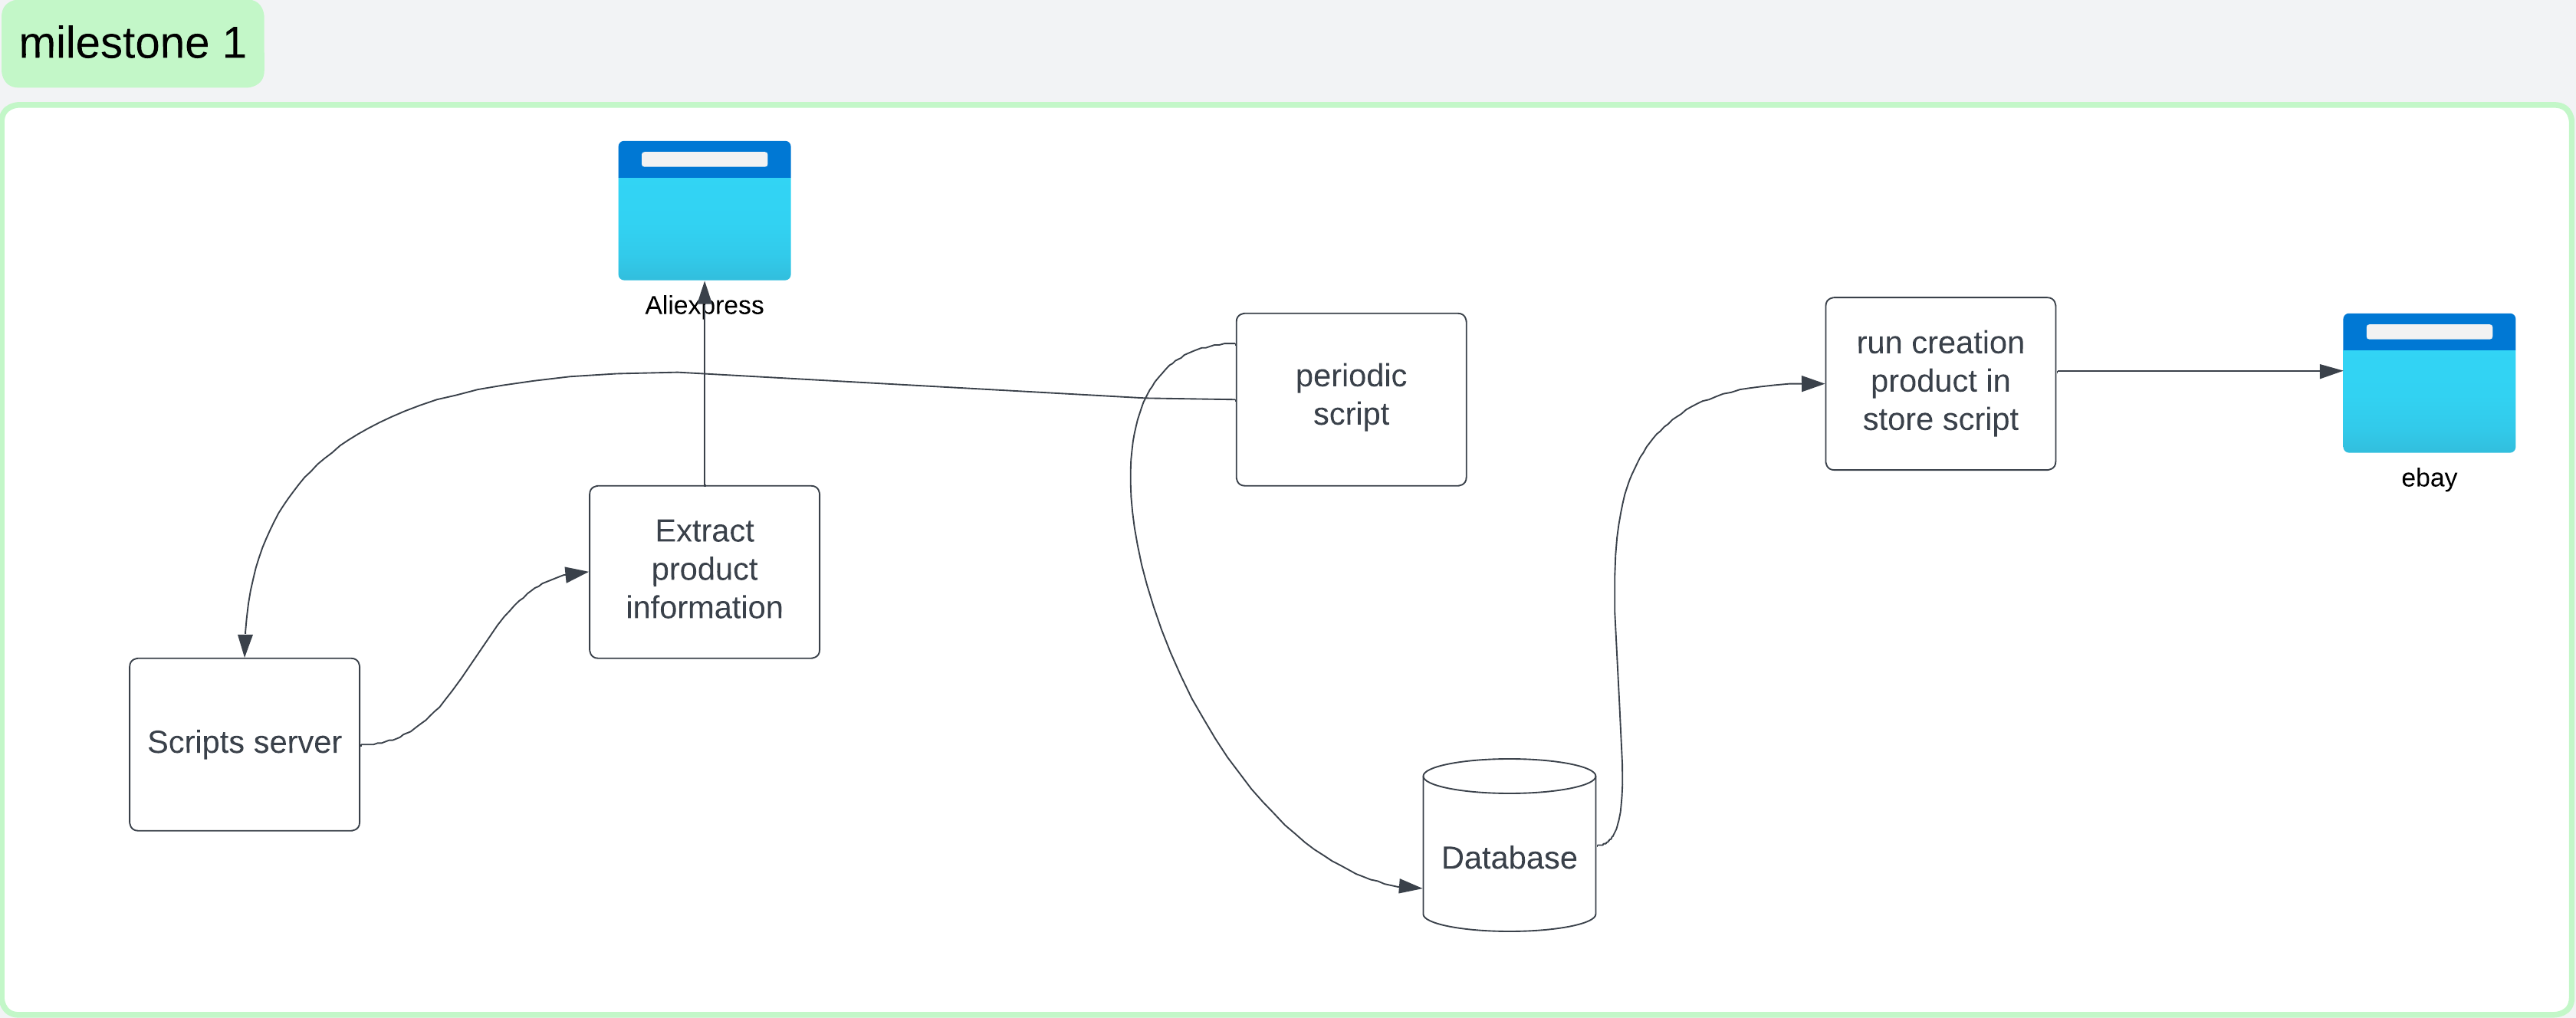 milestone 1
Aliexpress
periodic
script
run creation
product in
store script
ebay
Extract
product
information
Scripts server
Database